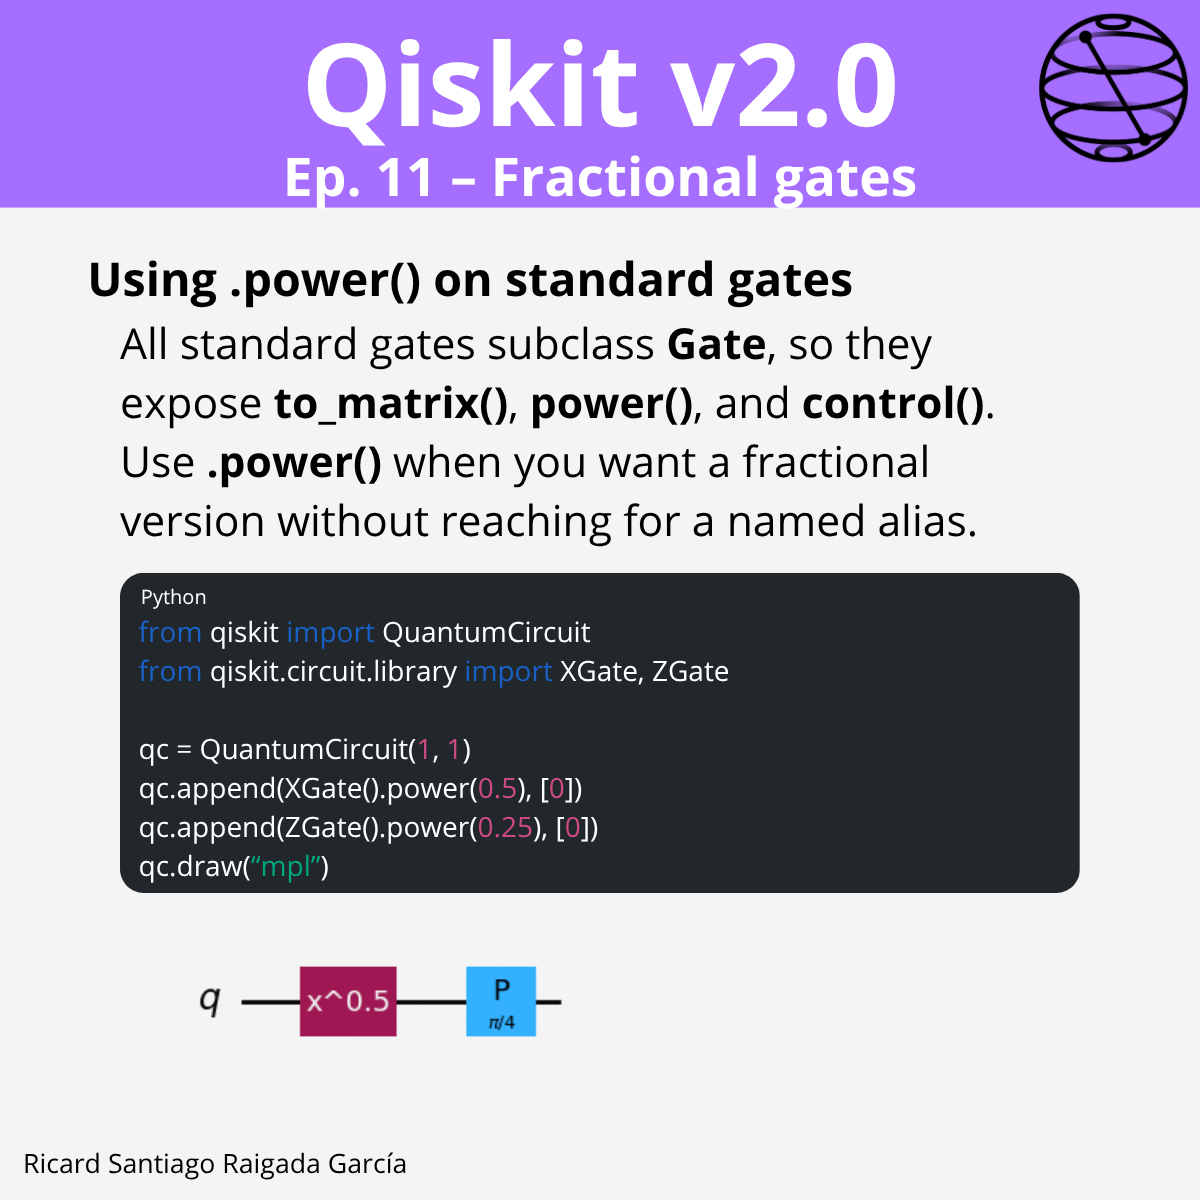 Qiskit v2.0
Ep. 11 – Fractional gates
Using .power() on standard gates
All standard gates subclass Gate, so they
expose to_matrix(), power(), and control().
Use .power() when you want a fractional
version without reaching for a named alias.
Python
from qiskit import QuantumCircuit
from qiskit.circuit.library import XGate, ZGate
qc = QuantumCircuit(1, 1)
qc.append(XGate().power(0.5), [0])
qc.append(ZGate().power(0.25), [0])
qc.draw(“mpl”)
q x^0.5 P
π/4
Ricard Santiago Raigada García